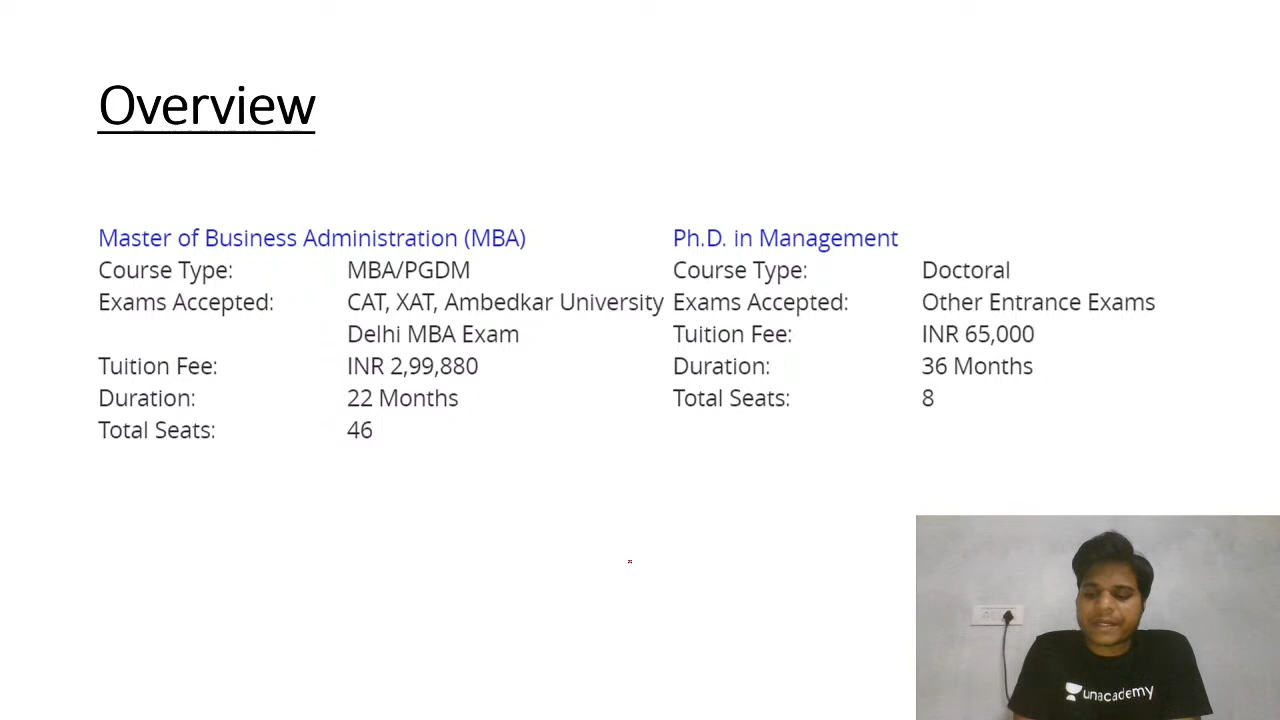 Overview
Master of Business Administration (MBA)
Course Type: MBA/PGDM
Exams Accepted: CAT, XAT, Ambedkar University
Delhi MBA Exam
Tuition Fee: INR 2,99,880
Duration: 22 Months
Total Seats: 46
Ph.D. in Management
Course Type: Doctoral
Exams Accepted: Other Entrance Exams
Tuition Fee: INR 65,000
Duration: 36 Months
Total Seats: 8
unacademy